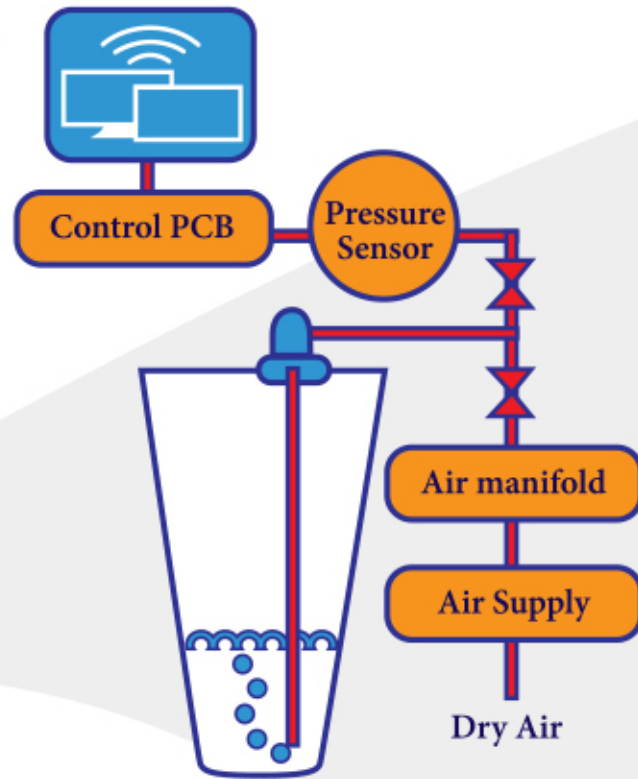 Control PCB
Pressure
Sensor
Air manifold
Air Supply
Dry Air